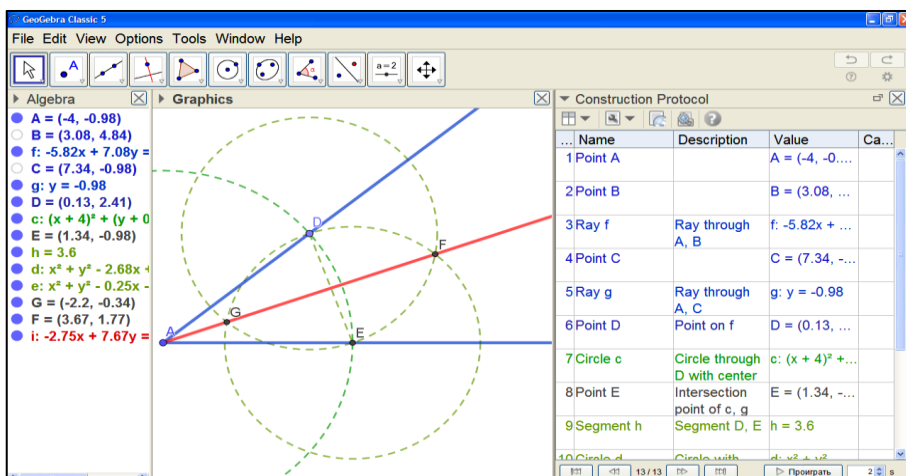 GeoGebra Classic 5
File Edit View Options Tools Window Help
A
a = 2
Algebra
A = (-4, -0.98)
B = (3.08, 4.84)
f: -5.82x + 7.08y =
C = (7.34, -0.98)
g: y = -0.98
D = (0.13, 2.41)
c: (x + 4)² + (y + 0
E = (1.34, -0.98)
h = 3.6
d: x² + y² - 2.68x +
e: x² + y² - 0.25x -
G = (-2.2, -0.34)
F = (3.67, 1.77)
i: -2.75x + 7.67y =
Graphics
D
F
G
E
A
Construction Protocol
... Name Description Value Ca...
1 Point A A = (-4, -0....
2 Point B B = (3.08, ...
3 Ray f Ray through A, B f: -5.82x + ...
4 Point C C = (7.34, -...
5 Ray g Ray through A, C g: y = -0.98
6 Point D Point on f D = (0.13, ...
7 Circle c Circle through D with center c: (x + 4)² +...
8 Point E Intersection point of c, g E = (1.34, -...
9 Segment h Segment D, E h = 3.6
10 Circle d Circle with d: x² + y²
13 / 13 Проиграть 2 s